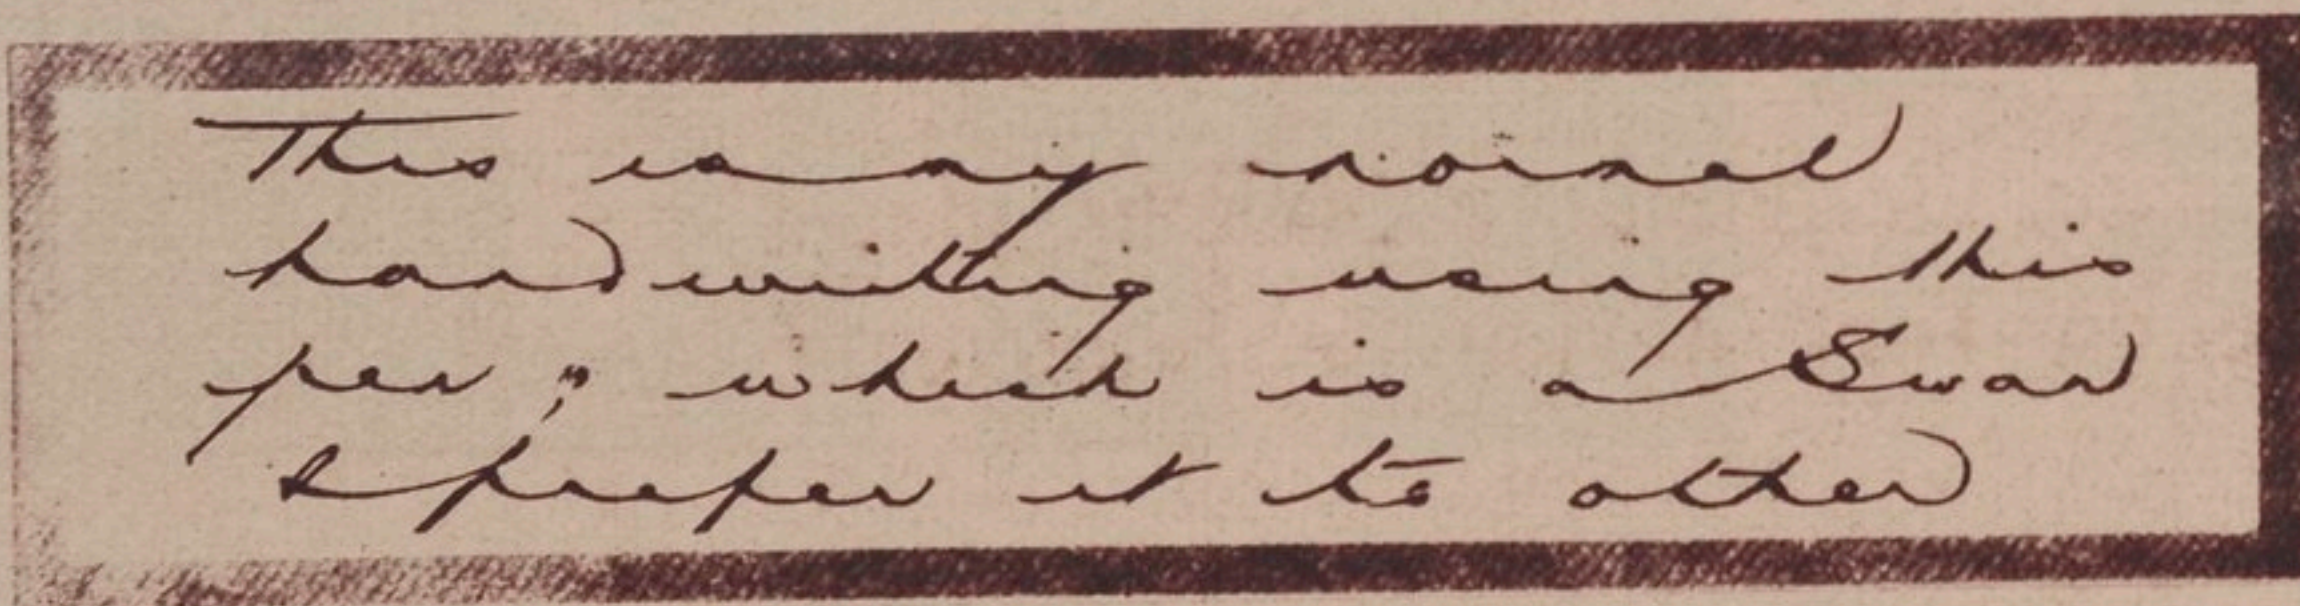 This is my normal
handwriting using this
pen, which is a Swan
& prefer it to other